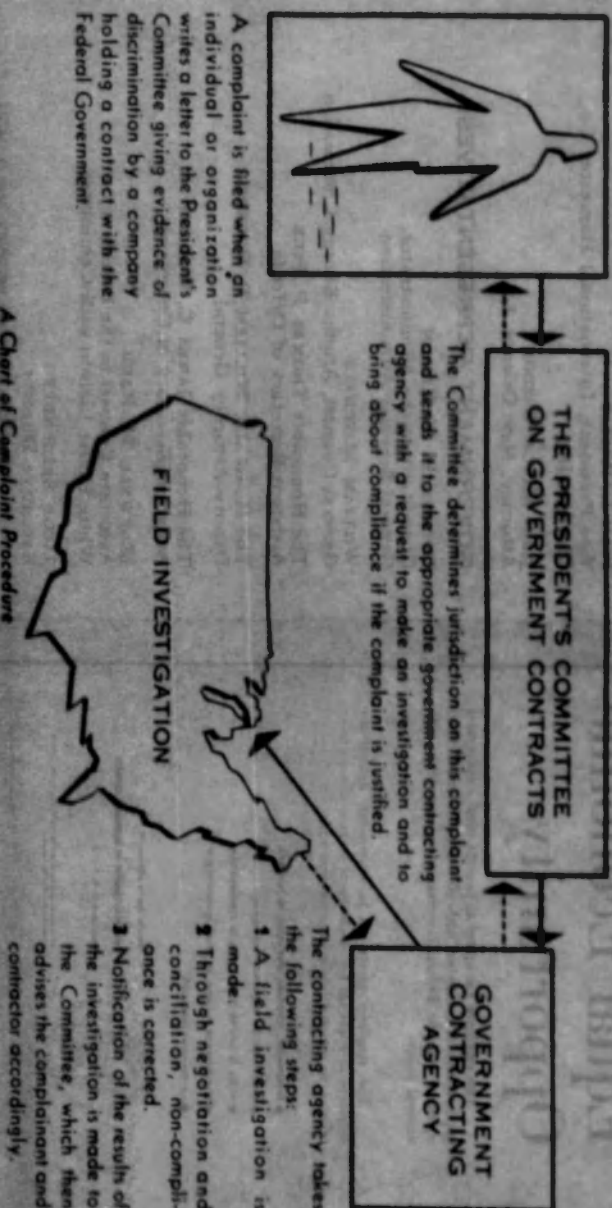 A complaint is filed when an
individual or organization
writes a letter to the President's
Committee giving evidence of
discrimination by a company
holding a contract with the
Federal Government.
THE PRESIDENT'S COMMITTEE
ON GOVERNMENT CONTRACTS
The Committee determines jurisdiction on this complaint
and sends it to the appropriate government contracting
agency with a request to make an investigation and to
bring about compliance if the complaint is justified.
GOVERNMENT
CONTRACTING
AGENCY
The contracting agency takes
the following steps:
1 A field investigation is
made.
2 Through negotiation and
conciliation, non-compli-
ance is corrected.
3 Notification of the results of
the investigation is made to
the Committee, which then
advises the complainant and
contractor accordingly.
FIELD INVESTIGATION
A Chart of Complaint Procedure